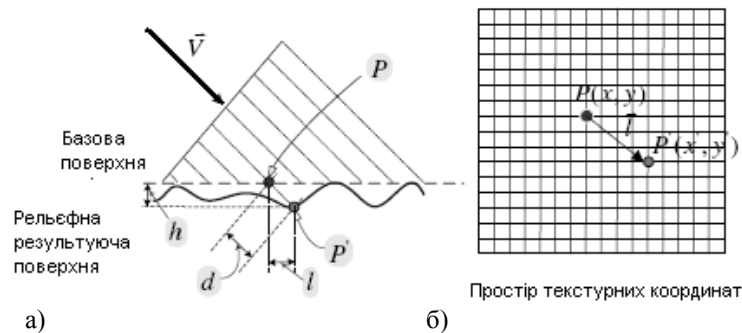 V
P
P(x, y)
l
P'(x', y')
Базова
поверхня
h
Рельєфна
результуюча
поверхня
P'
d
l
Простір текстурних координат
а)
б)